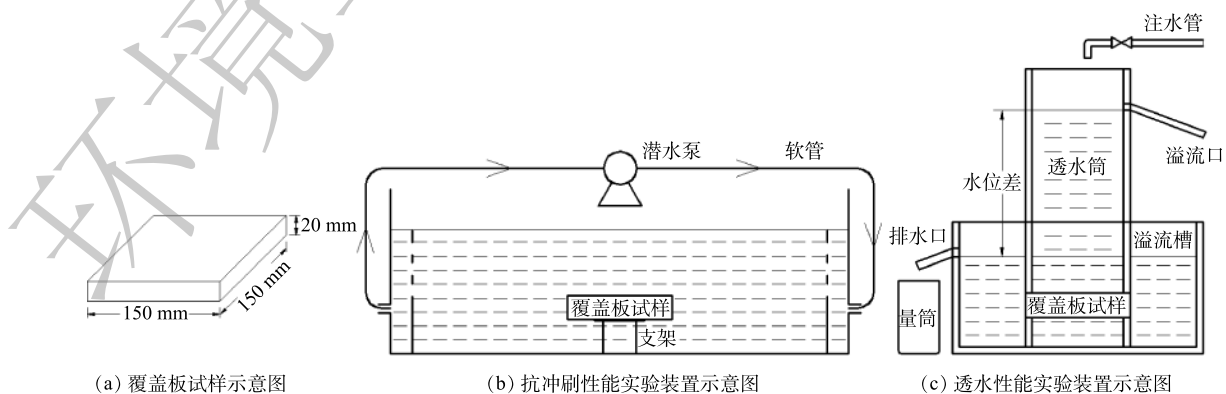 环境
20 mm
150 mm
150 mm
(a) 覆盖板试样示意图
潜水泵
软管
覆盖板试样
支架
(b) 抗冲刷性能实验装置示意图
注水管
溢流口
水位差
透水筒
排水口
溢流槽
量筒
覆盖板试样
(c) 透水性能实验装置示意图